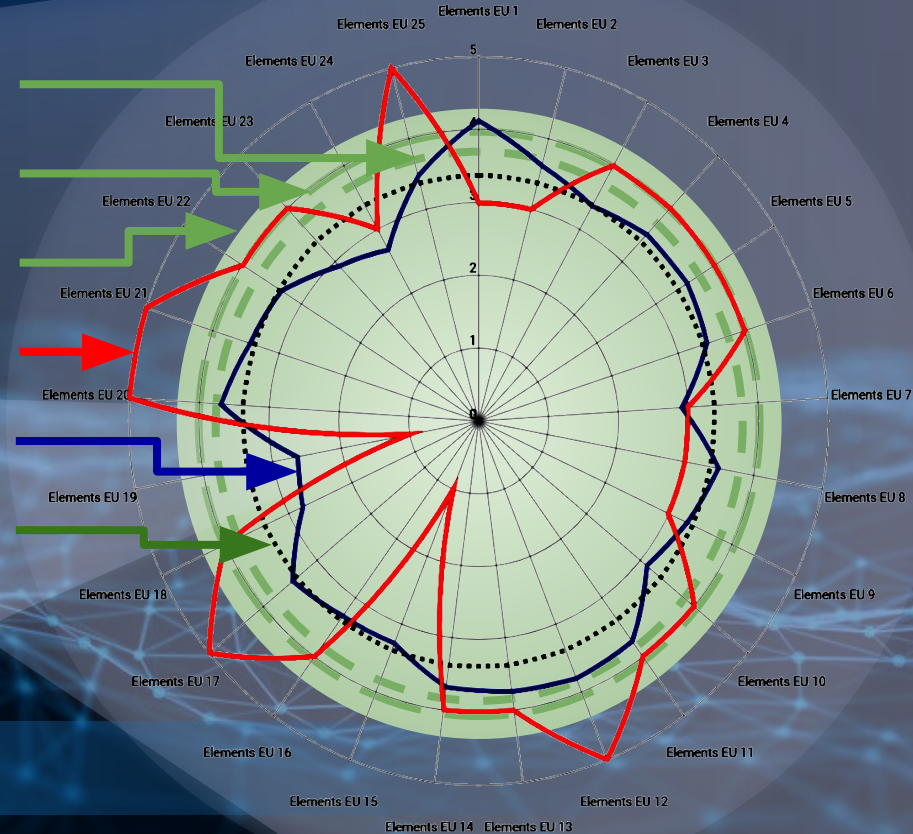 Elements EU 1
Elements EU 2
Elements EU 3
Elements EU 4
Elements EU 5
Elements EU 6
Elements EU 7
Elements EU 8
Elements EU 9
Elements EU 10
Elements EU 11
Elements EU 12
Elements EU 13
Elements EU 14
Elements EU 15
Elements EU 16
Elements EU 17
Elements EU 18
Elements EU 19
Elements EU 20
Elements EU 21
Elements EU 22
Elements EU 23
Elements EU 24
Elements EU 25
5
4
3
2
1
0